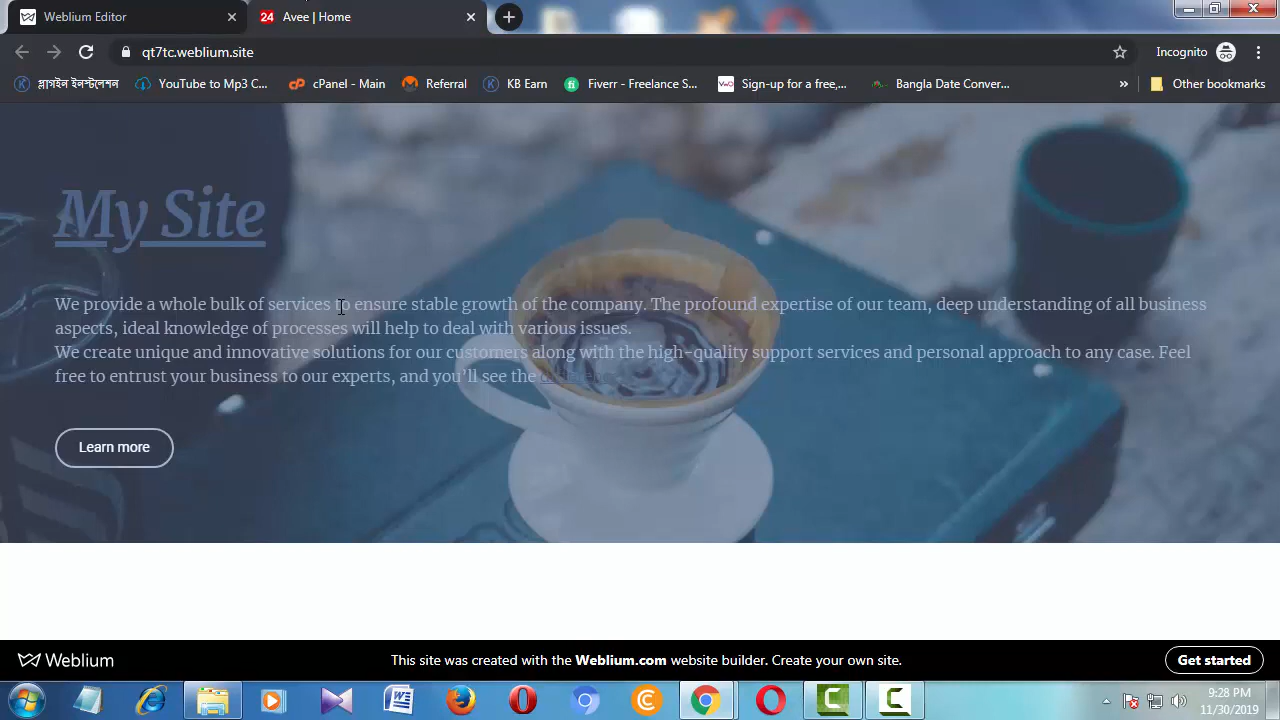 Weblium Editor
24 Avee | Home
qt7tc.weblium.site
Incognito
প্লাগইন ইনস্টলেশন
YouTube to Mp3 C...
cPanel - Main
Referral
KB Earn
Fiverr - Freelance S...
Sign-up for a free,...
Bangla Date Conver...
Other bookmarks
My Site
We provide a whole bulk of services to ensure stable growth of the company. The profound expertise of our team, deep understanding of all business
aspects, ideal knowledge of processes will help to deal with various issues.
We create unique and innovative solutions for our customers along with the high-quality support services and personal approach to any case. Feel
free to entrust your business to our experts, and you'll see the
Learn more
Weblium
This site was created with the Weblium.com website builder. Create your own site.
Get started
9:28 PM
11/30/2019